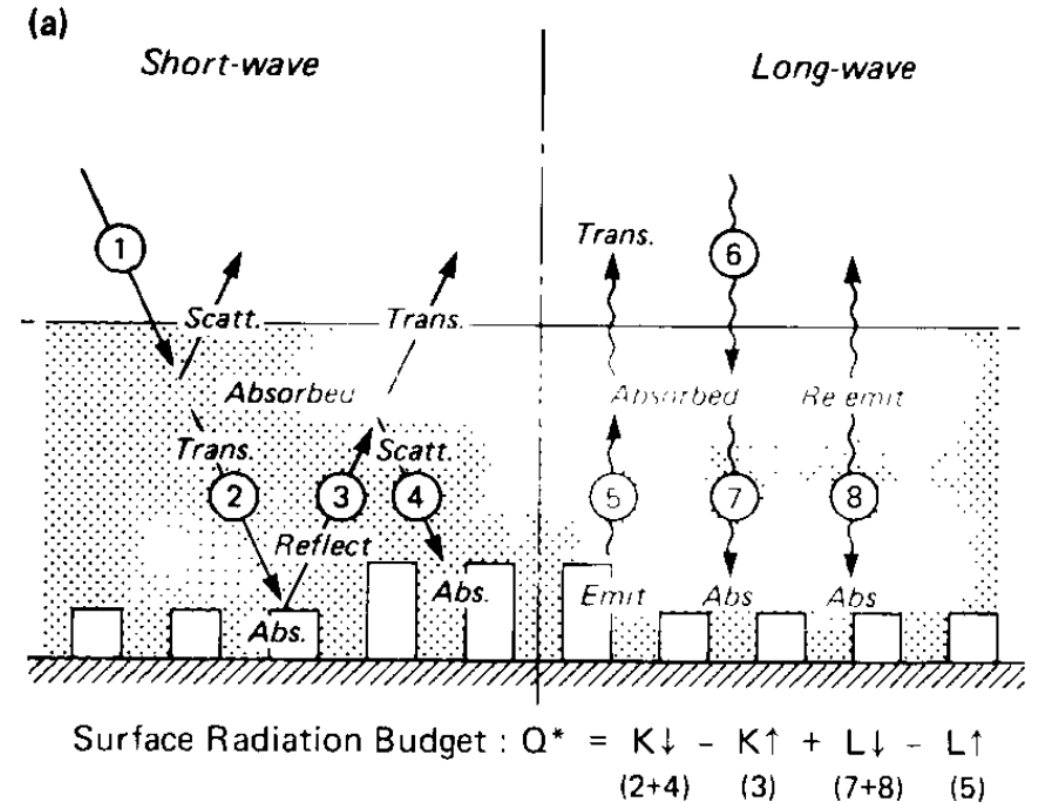 (a)
Short-wave
Long-wave
Trans.
1
6
Scatt.
Trans.
Absorbed
Absorbed
Re emit
Trans.
Scatt.
2
3
4
5
7
8
Reflect
Abs.
Abs.
Emit
Abs
Abs
Surface Radiation Budget : Q* = K↓ - K↑ + L↓ - L↑
(2+4) (3) (7+8) (5)